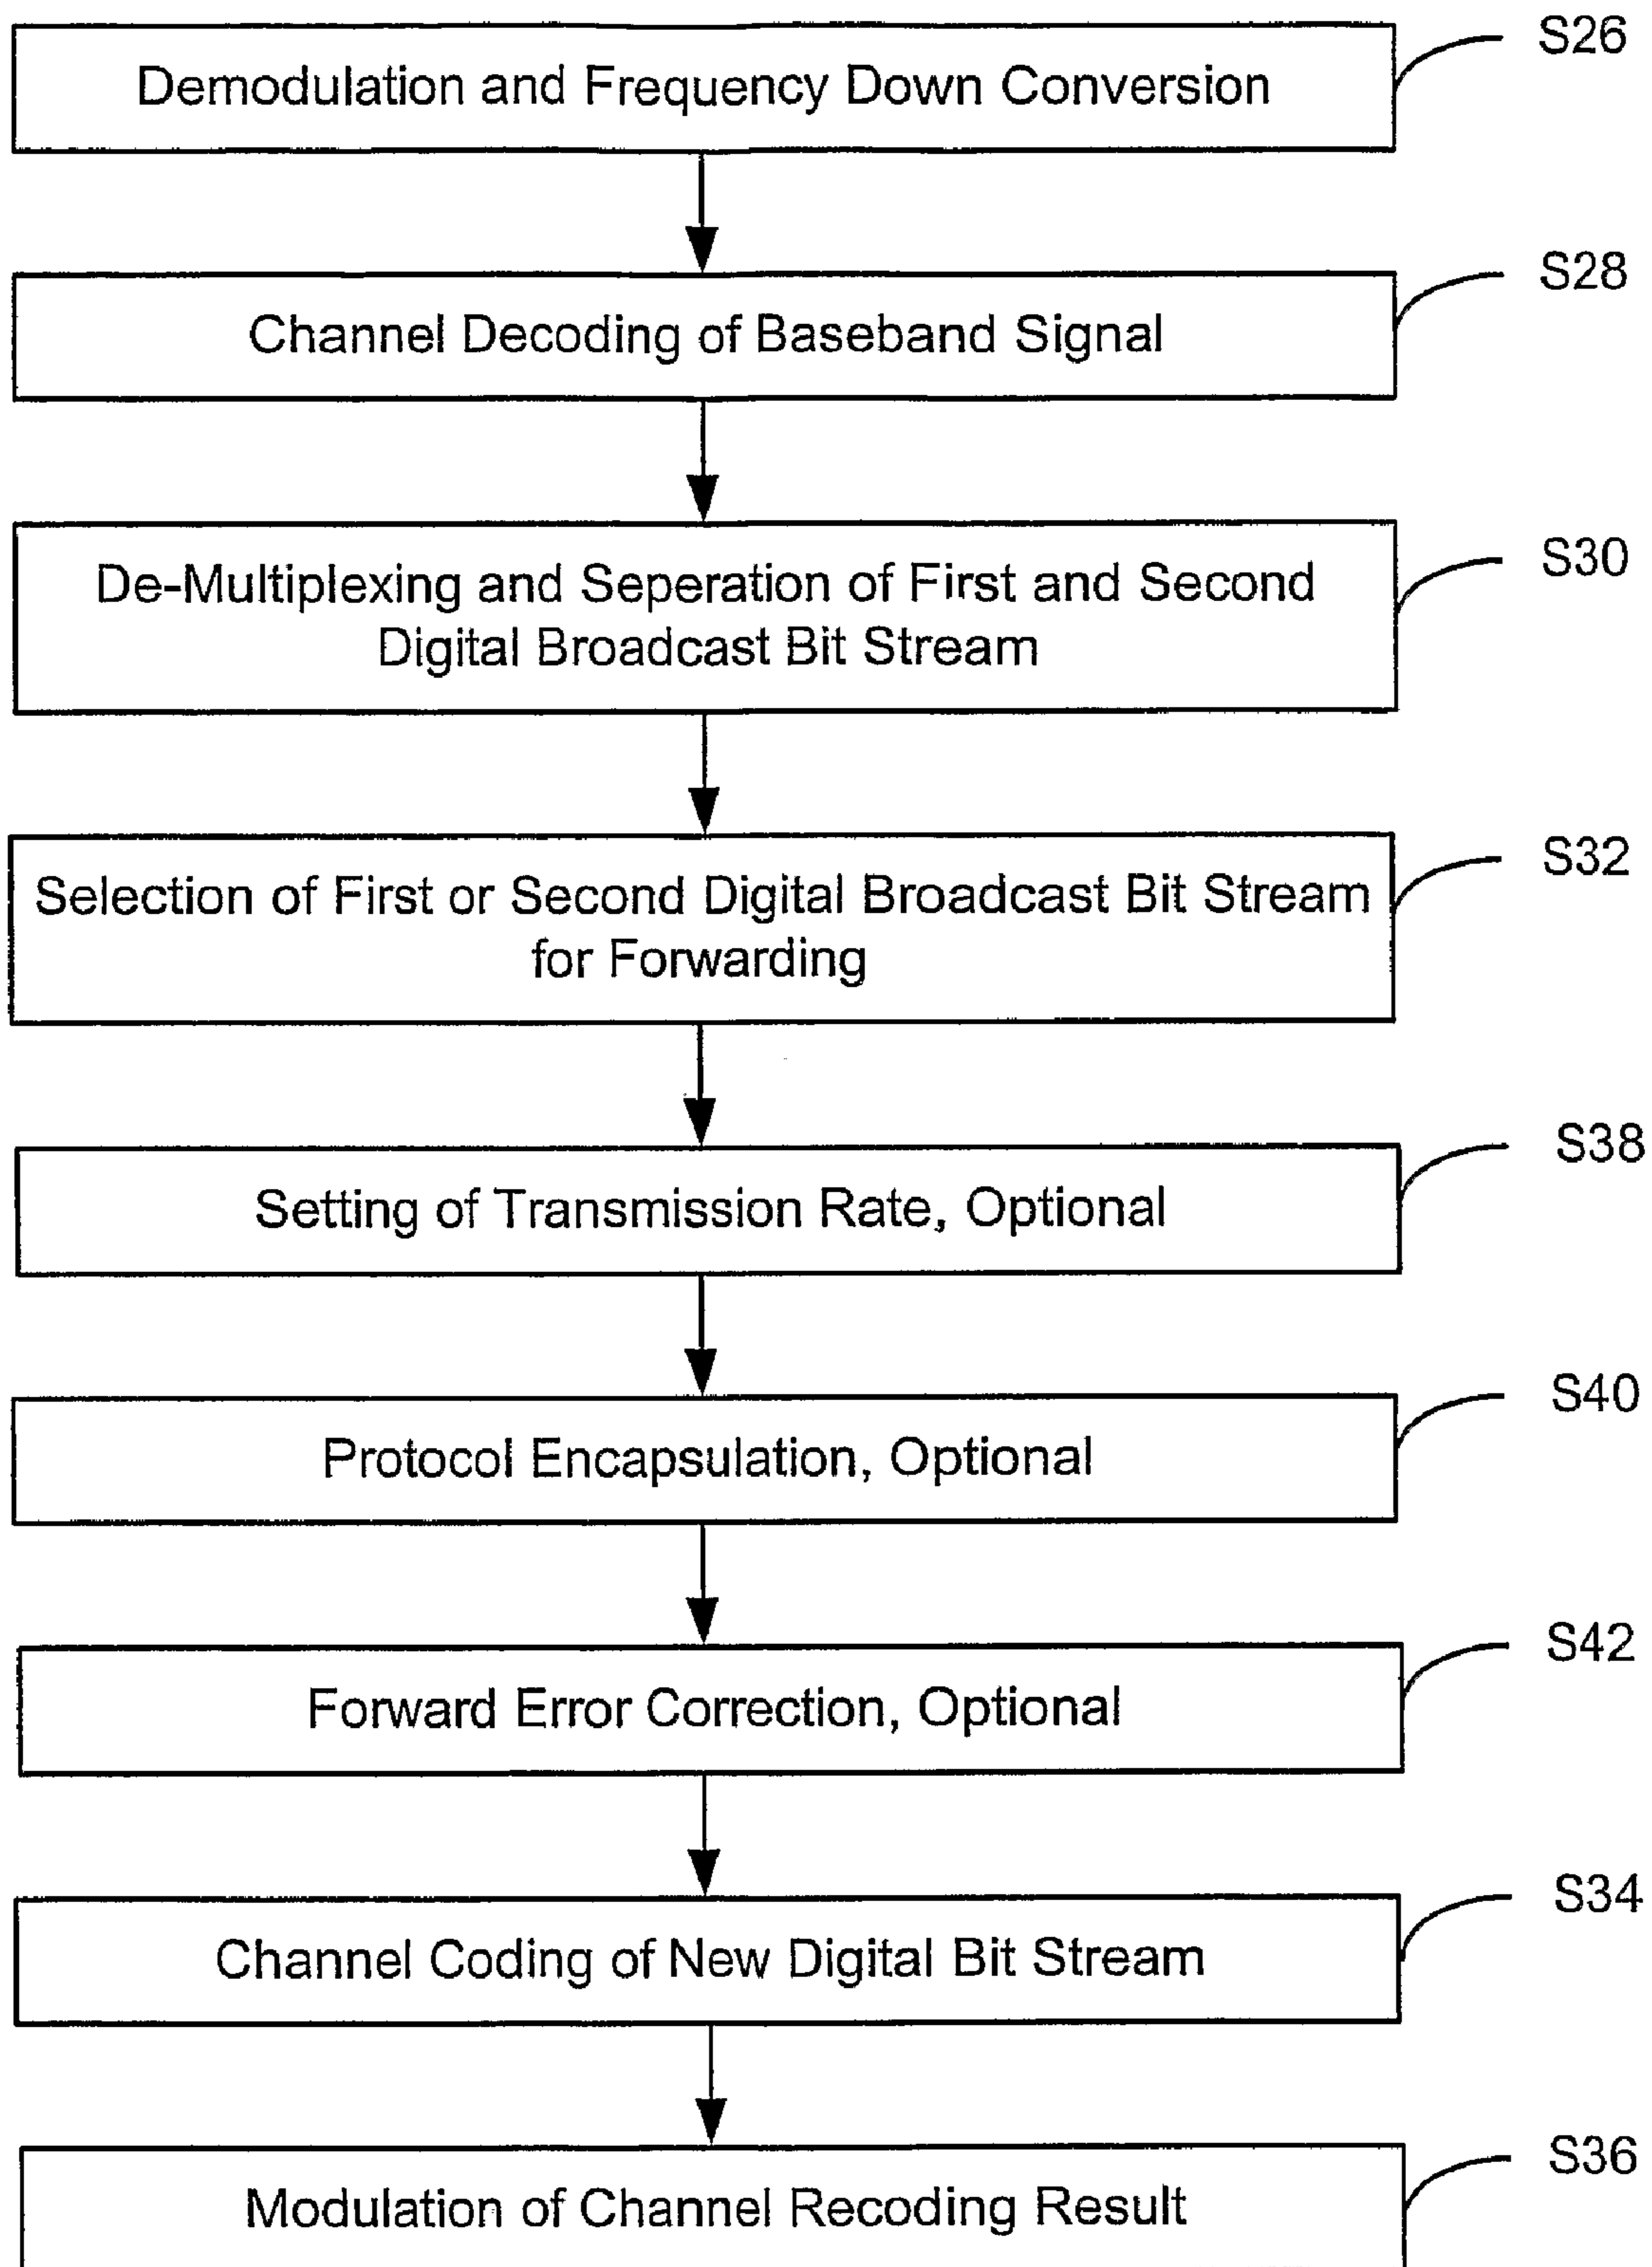 S26
Demodulation and Frequency Down Conversion
S28
Channel Decoding of Baseband Signal
S30
De-Multiplexing and Seperation of First and Second
Digital Broadcast Bit Stream
S32
Selection of First or Second Digital Broadcast Bit Stream
for Forwarding
S38
Setting of Transmission Rate, Optional
S40
Protocol Encapsulation, Optional
S42
Forward Error Correction, Optional
S34
Channel Coding of New Digital Bit Stream
S36
Modulation of Channel Recoding Result